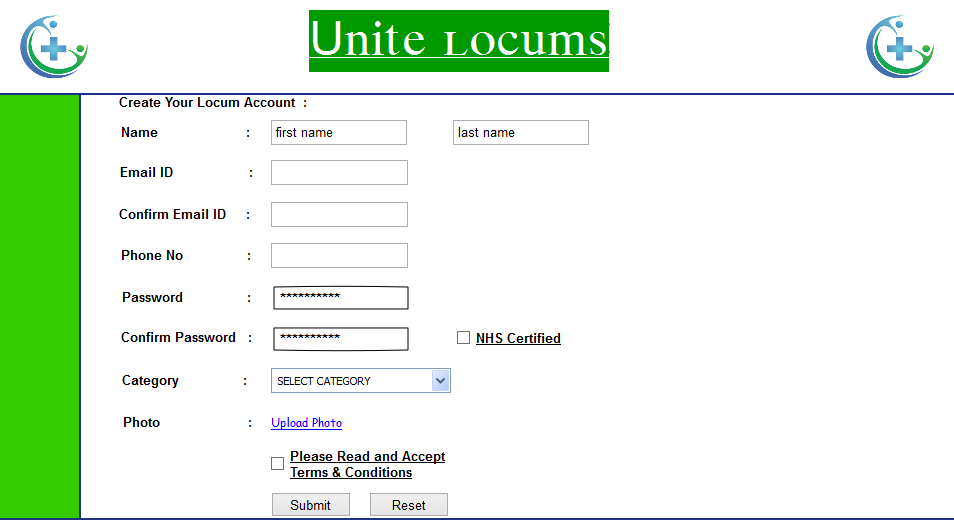 Unite Locums
Create Your Locum Account :
Name : first name last name
Email ID :
Confirm Email ID :
Phone No :
Password : **********
Confirm Password : ********** NHS Certified
Category : SELECT CATEGORY
Photo : Upload Photo
Please Read and Accept
Terms & Conditions
Submit Reset